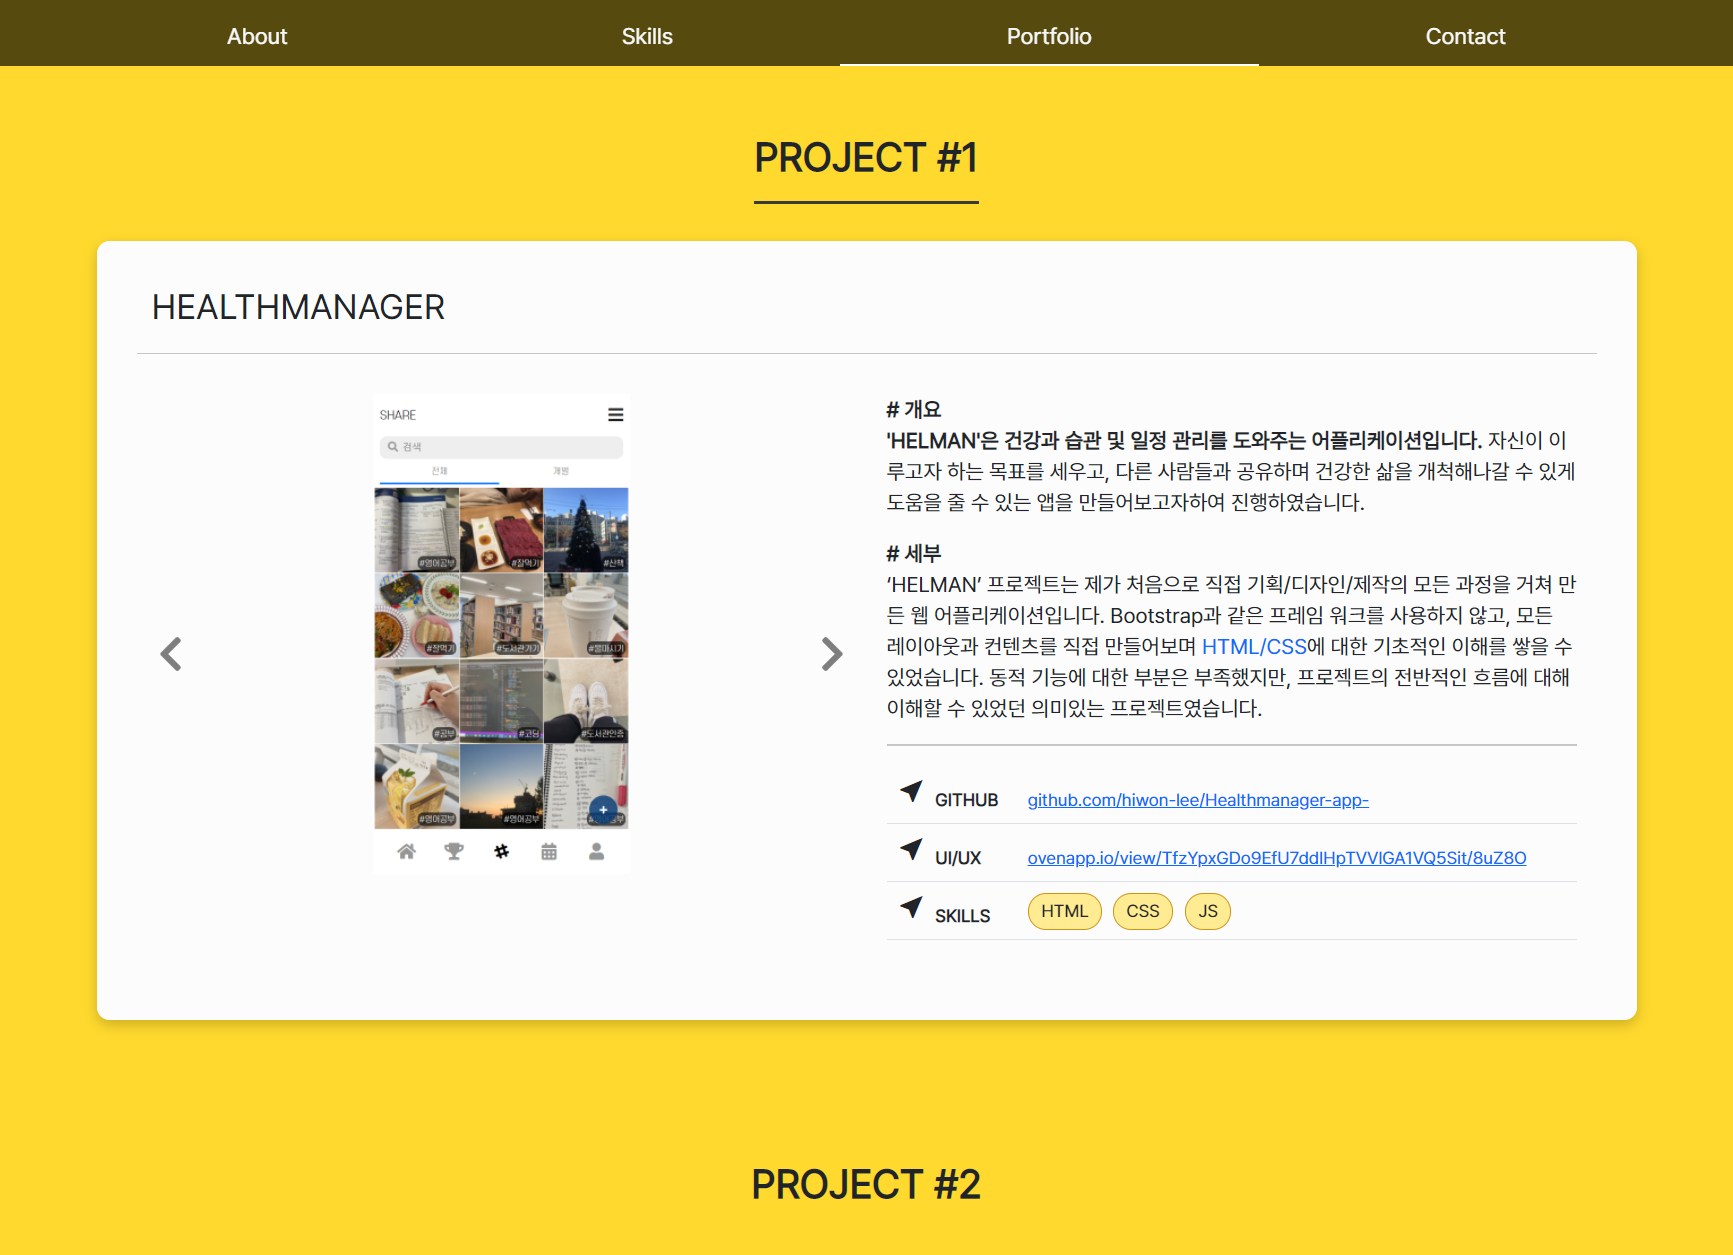 About Skills Portfolio Contact
PROJECT #1
HEALTHMANAGER
SHARE
검색
전체 개별
#영어공부 #잘먹기 #산책
#잘먹기 #도서관가기 #물마시기
#공부 #코딩 #도서관인증
#영어공부 #영어공부
# 개요
'HELMAN'은 건강과 습관 및 일정 관리를 도와주는 어플리케이션입니다. 자신이 이
루고자 하는 목표를 세우고, 다른 사람들과 공유하며 건강한 삶을 개척해나갈 수 있게
도움을 줄 수 있는 앱을 만들어보고자하여 진행하였습니다.
# 세부
‘HELMAN’ 프로젝트는 제가 처음으로 직접 기획/디자인/제작의 모든 과정을 거쳐 만
든 웹 어플리케이션입니다. Bootstrap과 같은 프레임 워크를 사용하지 않고, 모든
레이아웃과 컨텐츠를 직접 만들어보며 HTML/CSS에 대한 기초적인 이해를 쌓을 수
있었습니다. 동적 기능에 대한 부분은 부족했지만, 프로젝트의 전반적인 흐름에 대해
이해할 수 있었던 의미있는 프로젝트였습니다.
GITHUB github.com/hiwon-lee/Healthmanager-app-
UI/UX ovenapp.io/view/TfzYpxGDo9EfU7ddIHpTVVIGA1VQ5Sit/8uZ8O
SKILLS HTML CSS JS
PROJECT #2